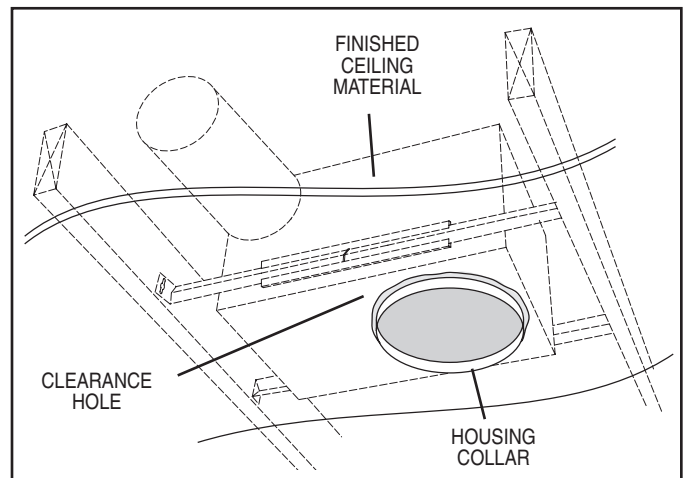 FINISHED
CEILING
MATERIAL
CLEARANCE
HOLE
HOUSING
COLLAR